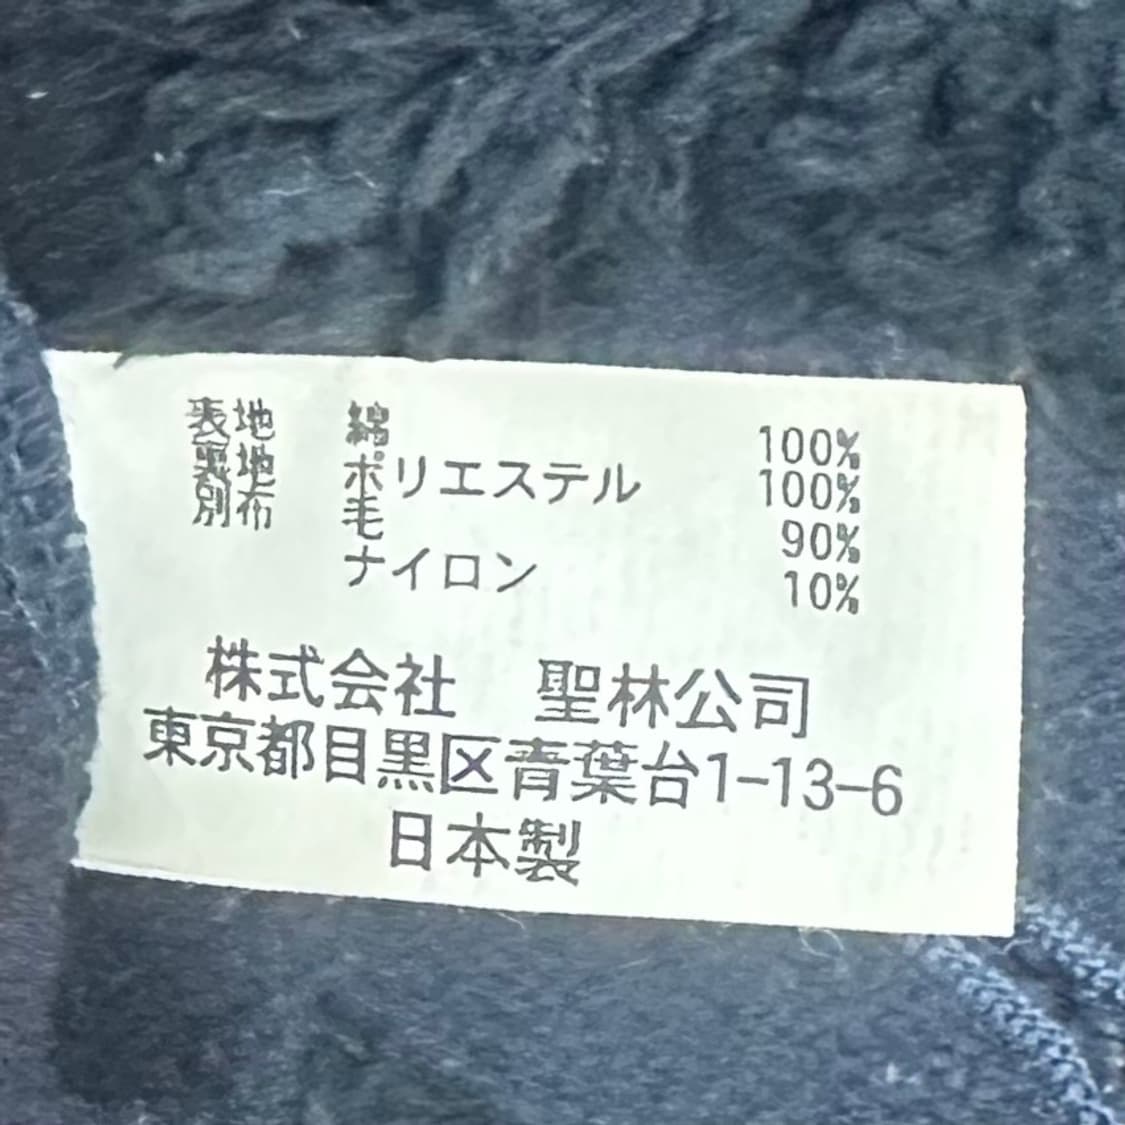 表地 綿 100%
裏地 ポリエステル 100%
別布 毛 90%
ナイロン 10%
株式会社 聖林公司
東京都目黒区青葉台1-13-6
日本製